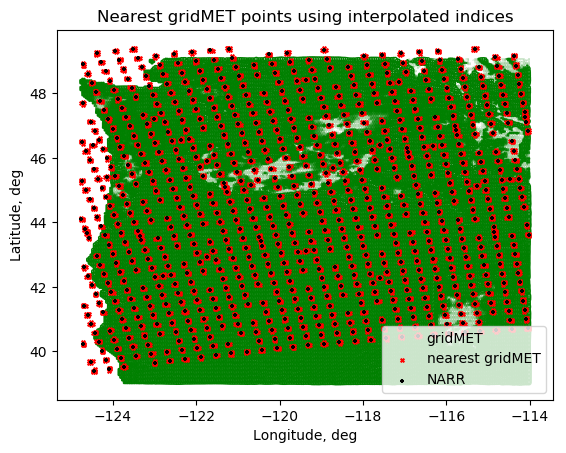 Nearest gridMET points using interpolated indices
Latitude, deg
48
46
44
42
40
−124
−122
−120
−118
−116
−114
Longitude, deg
gridMET
nearest gridMET
NARR